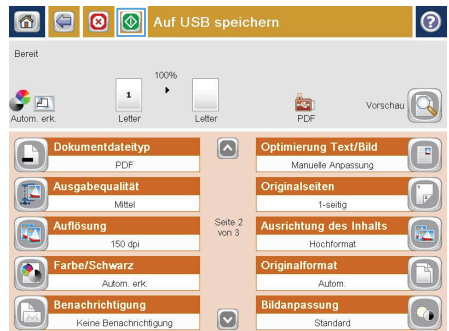 Auf USB speichern
Bereit
100%
1
Autom. erk.
Letter
Letter
PDF
Vorschau
Dokumentdateityp
PDF
Ausgabequalität
Mittel
Auflösung
150 dpi
Farbe/Schwarz
Autom. erk.
Benachrichtigung
Keine Benachrichtigung
Seite 2
von 3
Optimierung Text/Bild
Manuelle Anpassung
Originalseiten
1-seitig
Ausrichtung des Inhalts
Hochformat
Originalformat
Autom.
Bildanpassung
Standard